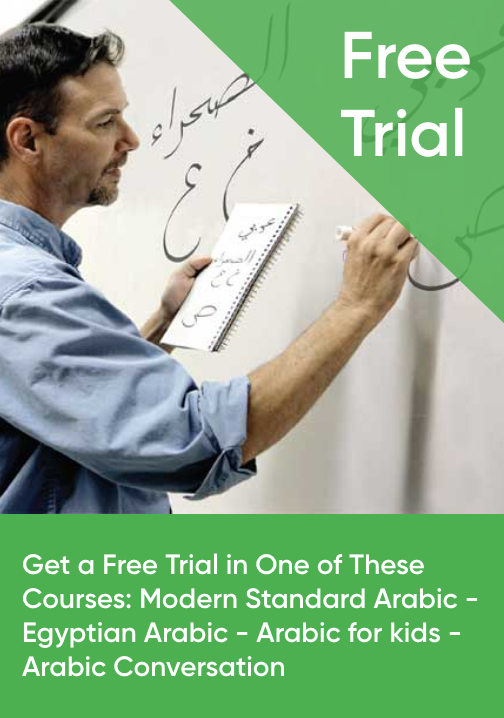 Free
Trial
الصحراء
خ ع
عربي
الصحراء
ع خ
ص
ص
Get a Free Trial in One of These
Courses: Modern Standard Arabic -
Egyptian Arabic - Arabic for kids -
Arabic Conversation